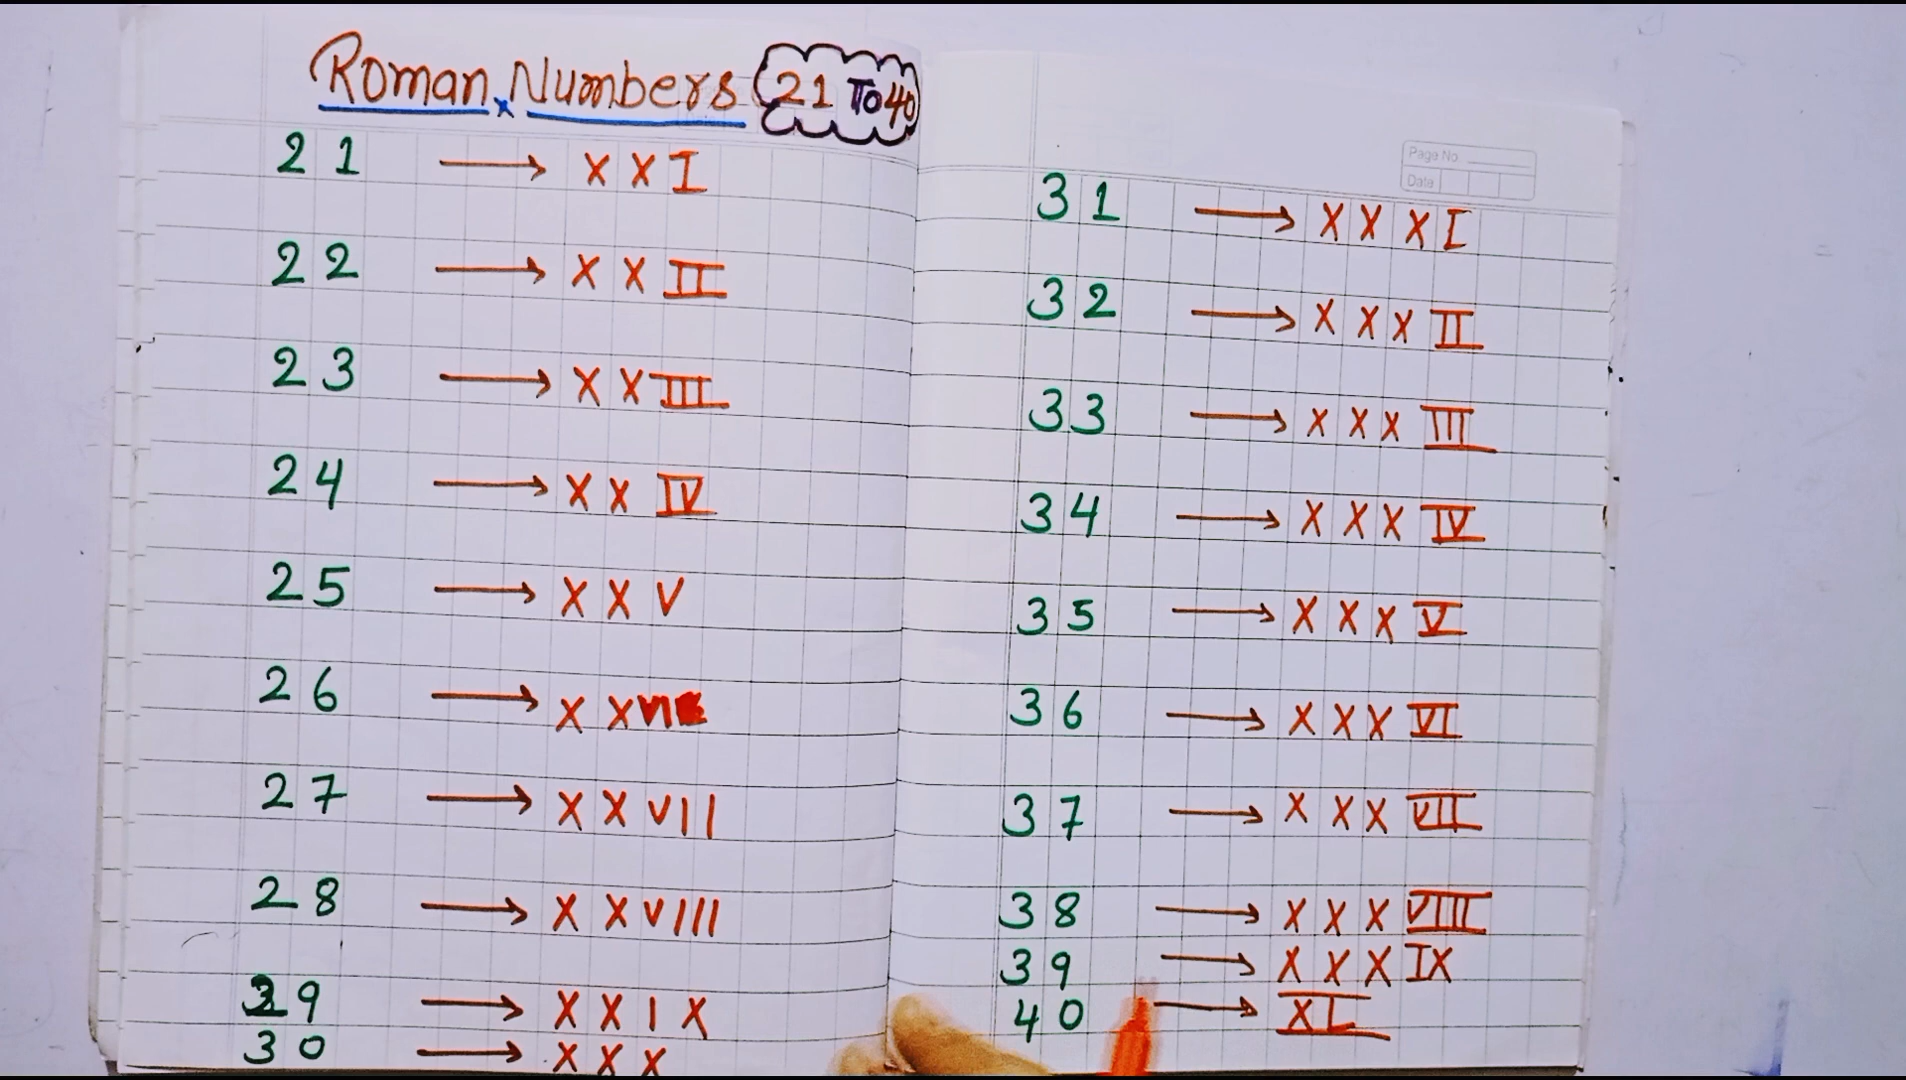 Roman Numbers 21 To 40
21 → XXI
22 → XXII
23 → XXIII
24 → XXIV
25 → XXV
26 → XXVI
27 → XXVII
28 → XXVIII
29 → XXIX
30 → XXX
Page No.
Date
31 → XXXI
32 → XXXII
33 → XXXIII
34 → XXXIV
35 → XXXV
36 → XXXVI
37 → XXXVII
38 → XXXVIII
39 → XXXIX
40 → XL